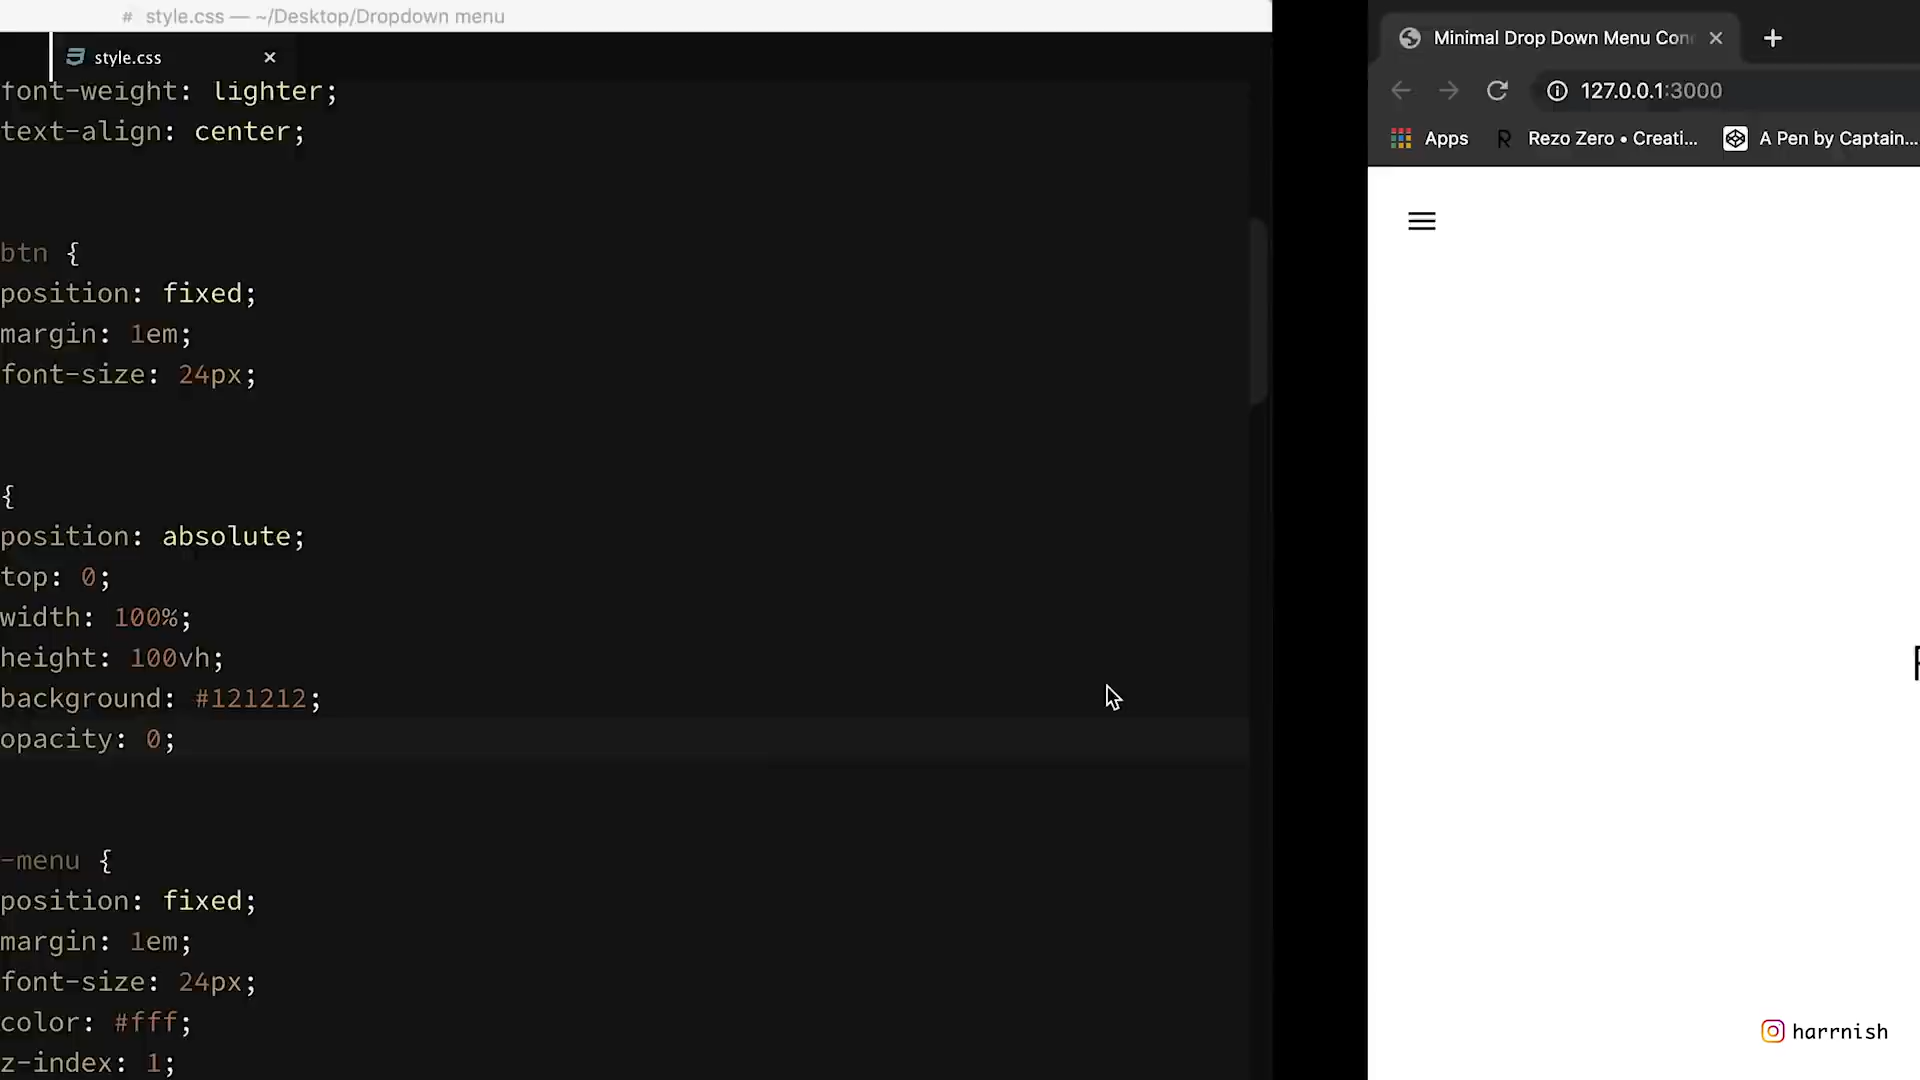 # style.css — ~/Desktop/Dropdown menu
style.css
font-weight: lighter;
text-align: center;
btn {
position: fixed;
margin: 1em;
font-size: 24px;
{
position: absolute;
top: 0;
width: 100%;
height: 100vh;
background: #121212;
opacity: 0;
-menu {
position: fixed;
margin: 1em;
font-size: 24px;
color: #fff;
z-index: 1;
Minimal Drop Down Menu Con
127.0.0.1:3000
Apps
R Rezo Zero • Creati...
A Pen by Captain...
harrnish